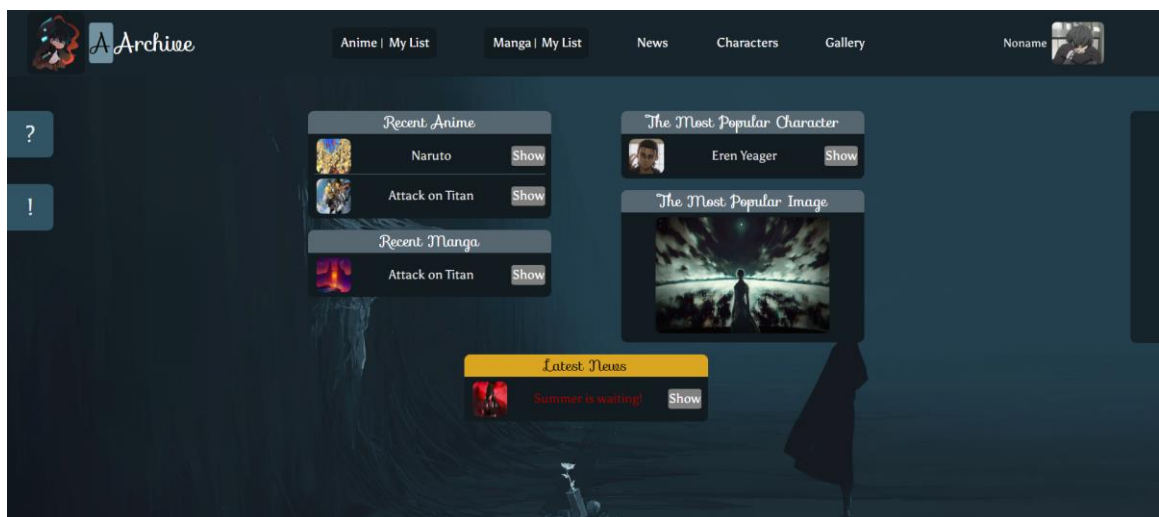 A Archive
Anime | My List
Manga | My List
News
Characters
Gallery
Noname
?
!
Recent Anime
Naruto
Show
Attack on Titan
Show
Recent Manga
Attack on Titan
Show
The Most Popular Character
Eren Yeager
Show
The Most Popular Image
Latest News
Summer is waiting!
Show